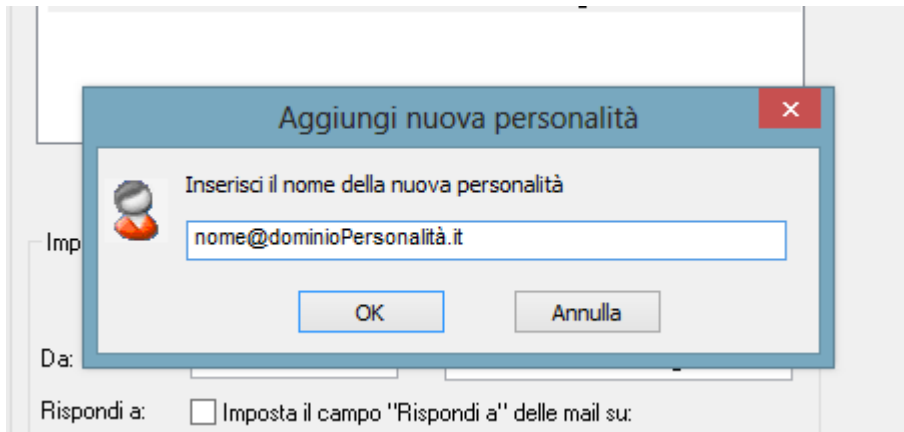 Aggiungi nuova personalità
Inserisci il nome della nuova personalità
nome@dominioPersonalità.it
Imp
OK
Annulla
Da:
Rispondi a:
Imposta il campo "Rispondi a" delle mail su: